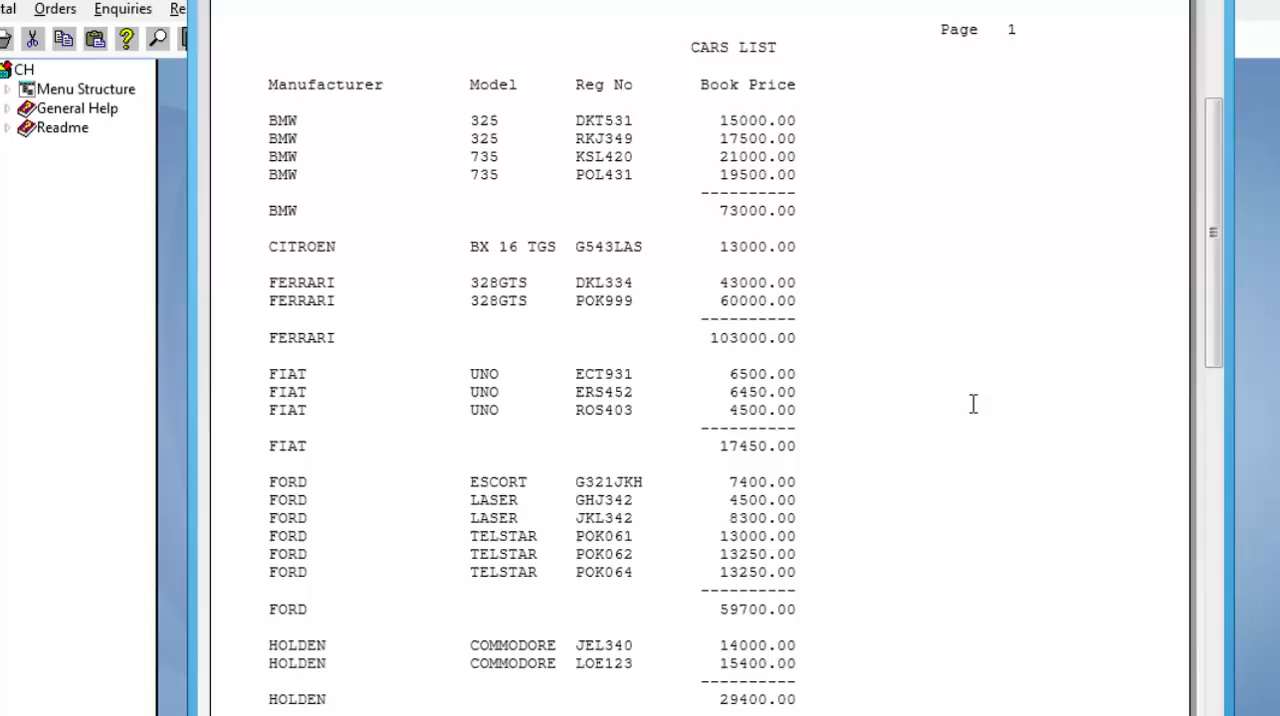 tal Orders Enquiries Re
CH
Menu Structure
General Help
Readme
Page 1
CARS LIST
Manufacturer Model Reg No Book Price
BMW 325 DKT531 15000.00
BMW 325 RKJ349 17500.00
BMW 735 KSL420 21000.00
BMW 735 POL431 19500.00
----------
BMW 73000.00
CITROEN BX 16 TGS G543LAS 13000.00
FERRARI 328GTS DKL334 43000.00
FERRARI 328GTS POK999 60000.00
----------
FERRARI 103000.00
FIAT UNO ECT931 6500.00
FIAT UNO ERS452 6450.00
FIAT UNO ROS403 4500.00
----------
FIAT 17450.00
FORD ESCORT G321JKH 7400.00
FORD LASER GHJ342 4500.00
FORD LASER JKL342 8300.00
FORD TELSTAR POK061 13000.00
FORD TELSTAR POK062 13250.00
FORD TELSTAR POK064 13250.00
----------
FORD 59700.00
HOLDEN COMMODORE JEL340 14000.00
HOLDEN COMMODORE LOE123 15400.00
----------
HOLDEN 29400.00